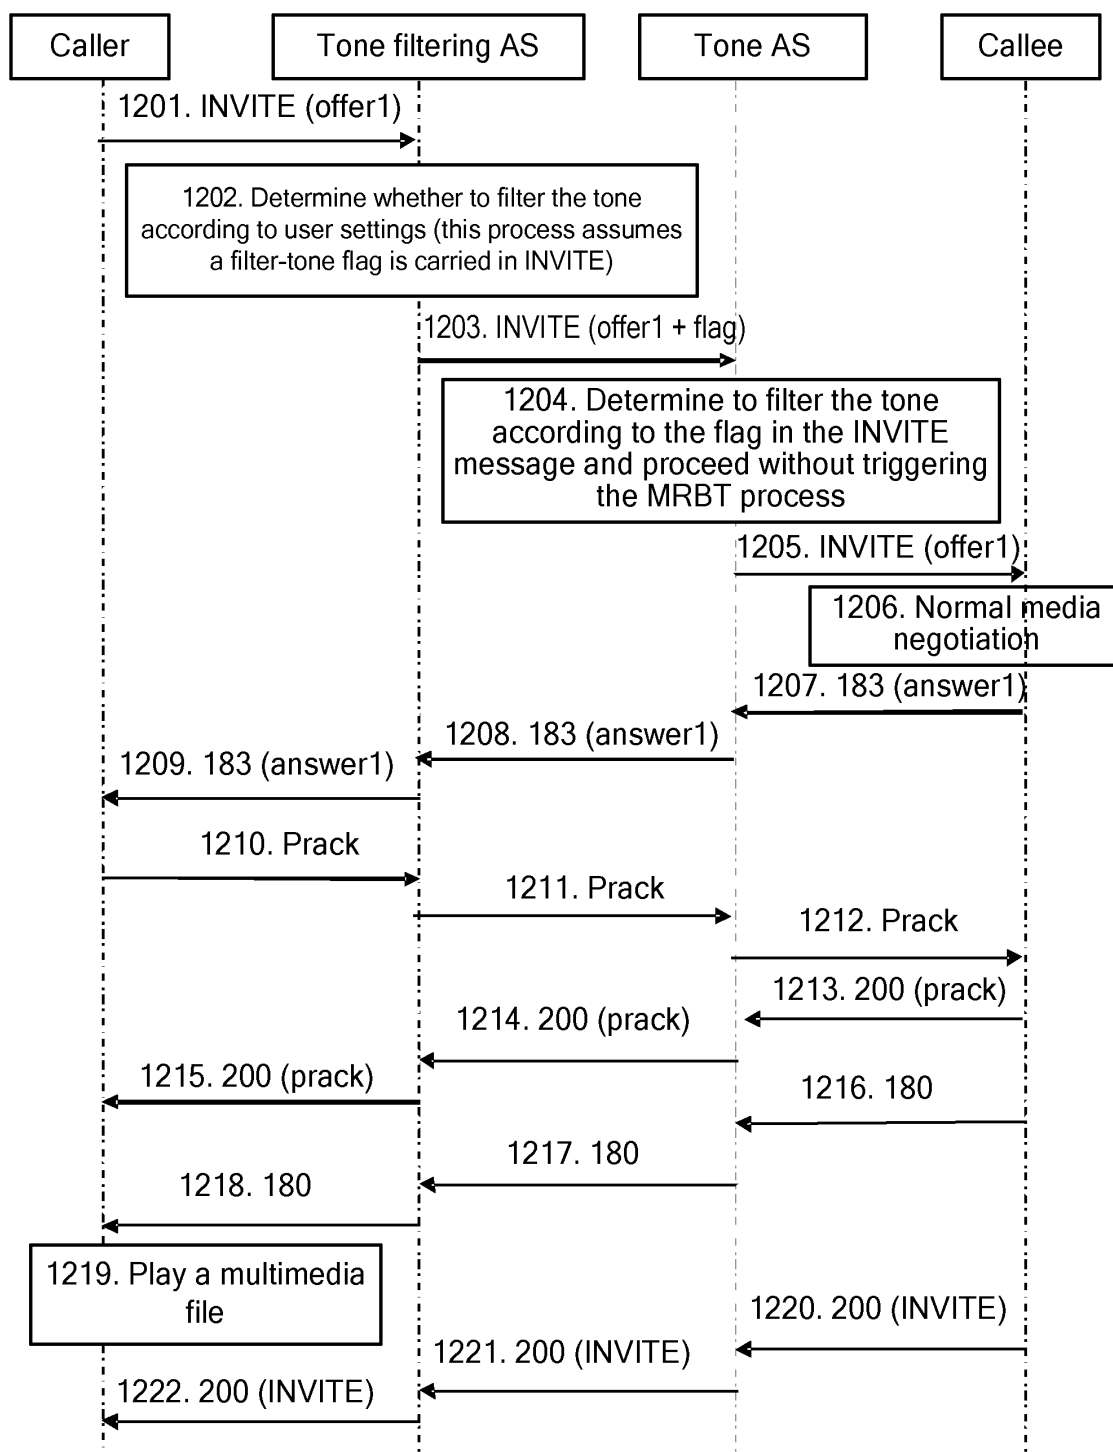 Caller
Tone filtering AS
Tone AS
Callee
1201. INVITE (offer1)
1202. Determine whether to filter the tone
according to user settings (this process assumes
a filter-tone flag is carried in INVITE)
1203. INVITE (offer1 + flag)
1204. Determine to filter the tone
according to the flag in the INVITE
message and proceed without triggering
the MRBT process
1205. INVITE (offer1)
1206. Normal media
negotiation
1207. 183 (answer1)
1208. 183 (answer1)
1209. 183 (answer1)
1210. Prack
1211. Prack
1212. Prack
1213. 200 (prack)
1214. 200 (prack)
1215. 200 (prack)
1216. 180
1217. 180
1218. 180
1219. Play a multimedia
file
1220. 200 (INVITE)
1221. 200 (INVITE)
1222. 200 (INVITE)